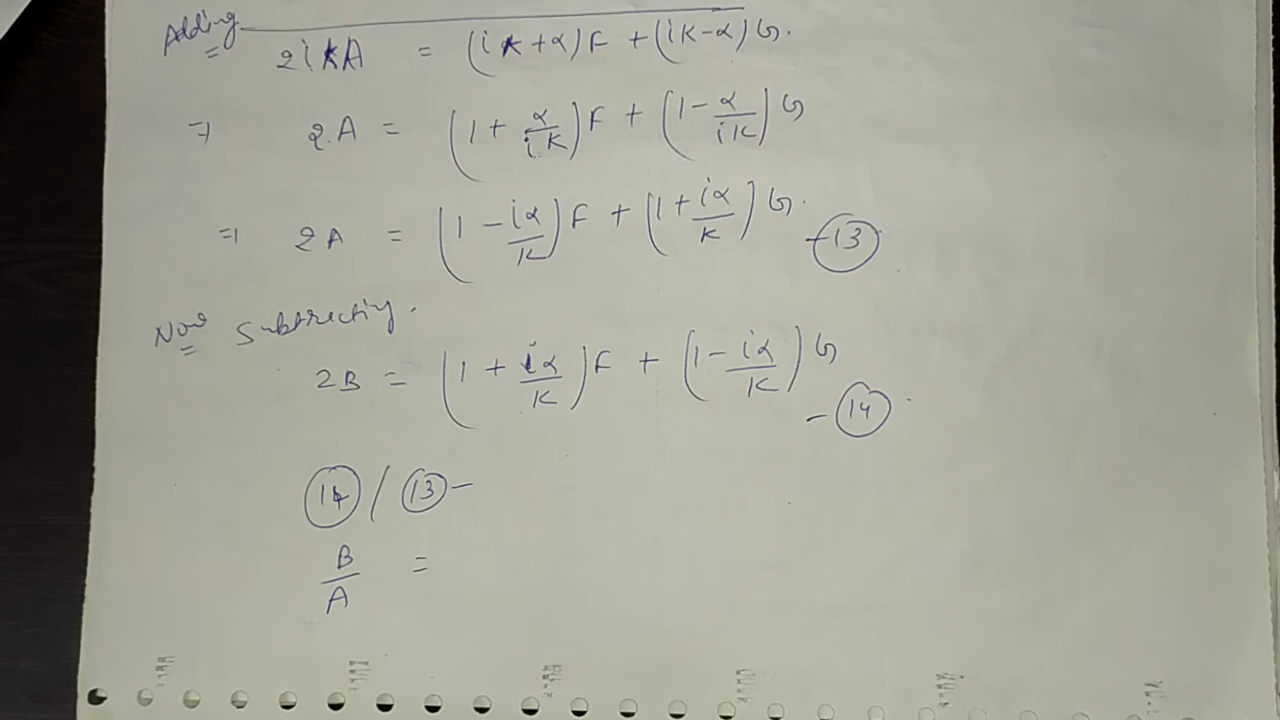 Adding
2ikA = (ik+α)F + (ik-α)G.
⇒ 2A = (1 + α/ik)F + (1 - α/ik)G
⇒ 2A = (1 - iα/k)F + (1 + iα/k)G. -(13)
Now Subtracting.
2B = (1 + iα/k)F + (1 - iα/k)G -(14)
(14) / (13) -
B/A =